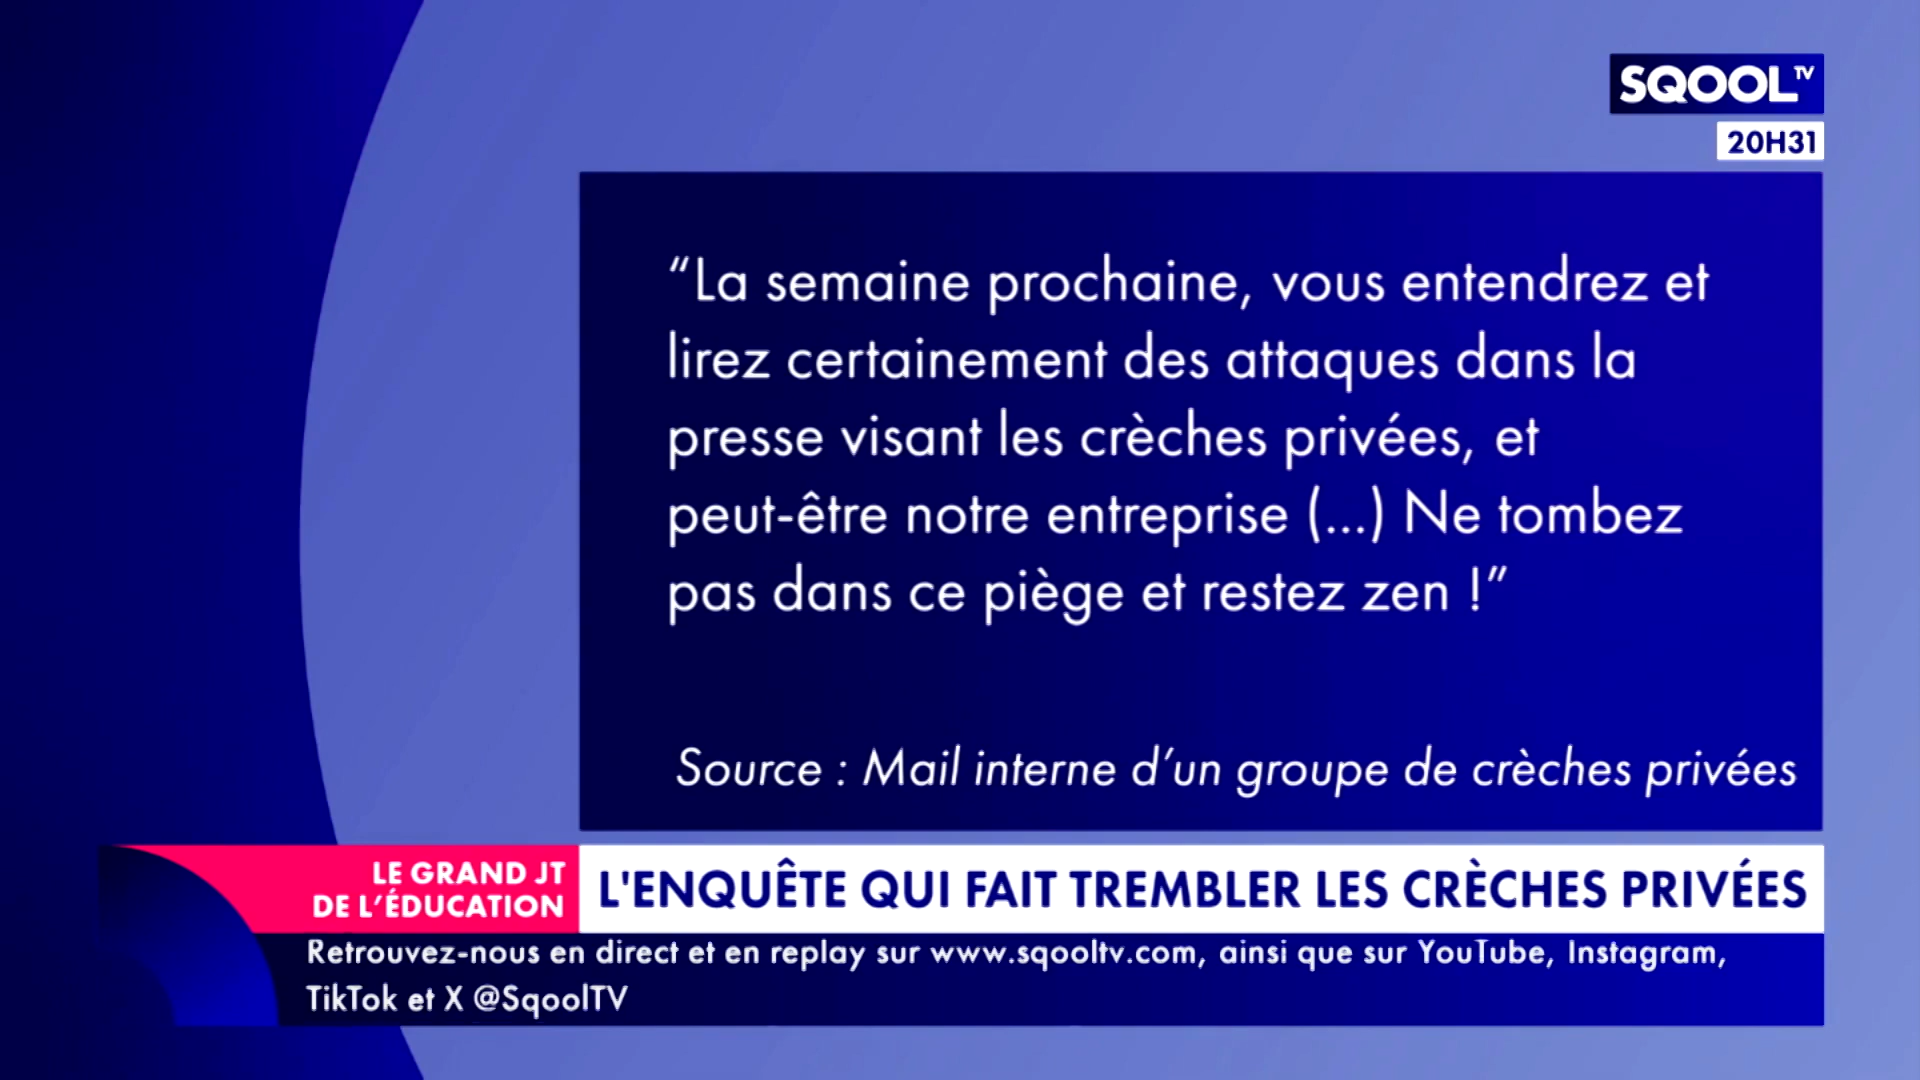 SQOOL TV
20H31
“La semaine prochaine, vous entendrez et
lirez certainement des attaques dans la
presse visant les crèches privées, et
peut-être notre entreprise (...) Ne tombez
pas dans ce piège et restez zen !”
Source : Mail interne d’un groupe de crèches privées
LE GRAND JT
DE L’ÉDUCATION
L'ENQUÊTE QUI FAIT TREMBLER LES CRÈCHES PRIVÉES
Retrouvez-nous en direct et en replay sur www.sqooltv.com, ainsi que sur YouTube, Instagram,
TikTok et X @SqoolTV